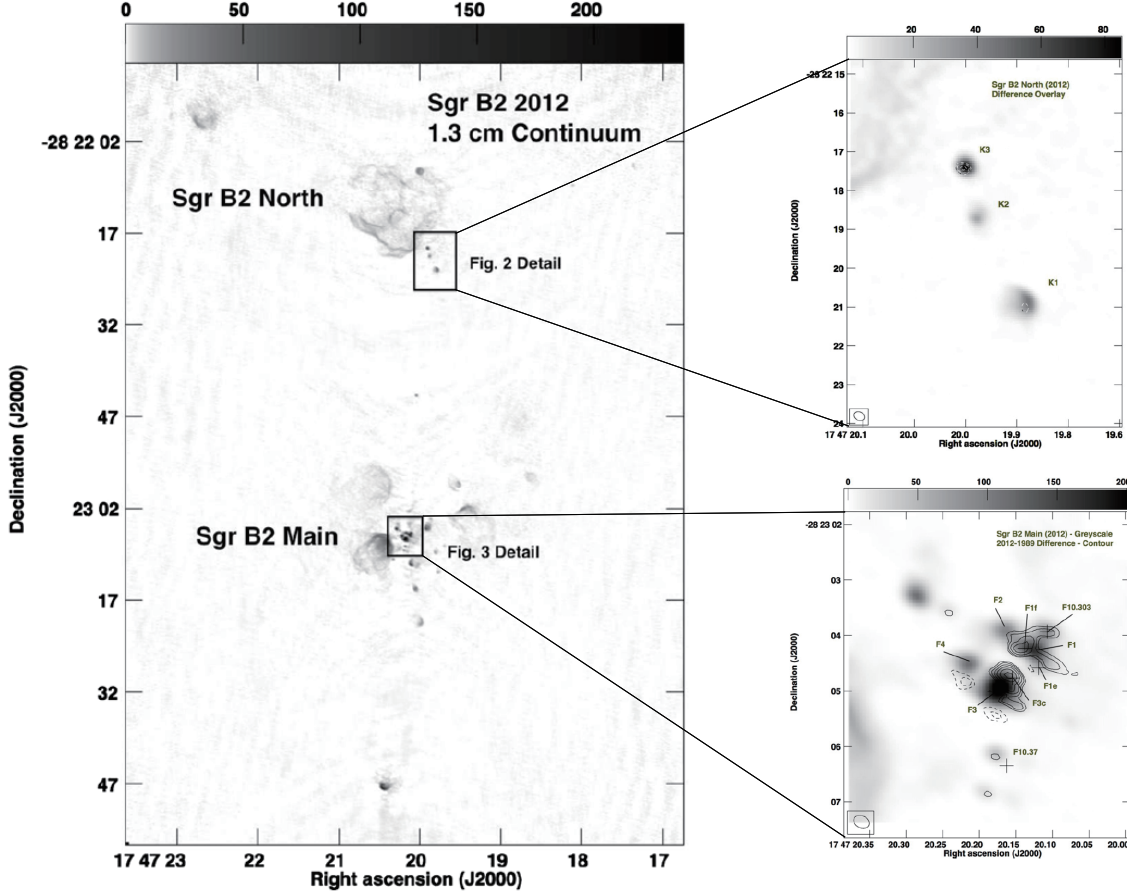 0 50 100 150 200
Sgr B2 2012
1.3 cm Continuum
-28 22 02
Sgr B2 North
17
Fig. 2 Detail
32
47
23 02
Sgr B2 Main
Fig. 3 Detail
17
32
47
Declination (J2000)
17 47 23 22 21 20 19 18 17
Right ascension (J2000)
20 40 60 80
-28 22 15
Sgr B2 North (2012)
Difference Overlay
16
17
K3
18
K2
19
20
K1
21
22
23
24
Declination (J2000)
17 47 20.1 20.0 20.0 19.9 19.8 19.6
Right ascension (J2000)
0 50 100 150 200
-28 23 02
Sgr B2 Main (2012) - Greyscale
2012-1989 Difference - Contour
03
F2 F1f F10.303
04
F4 F1
F1e
05
F3 F3c
06
F10.37
07
Declination (J2000)
17 47 20.35 20.30 20.25 20.20 20.15 20.10 20.05 20.00
Right ascension (J2000)